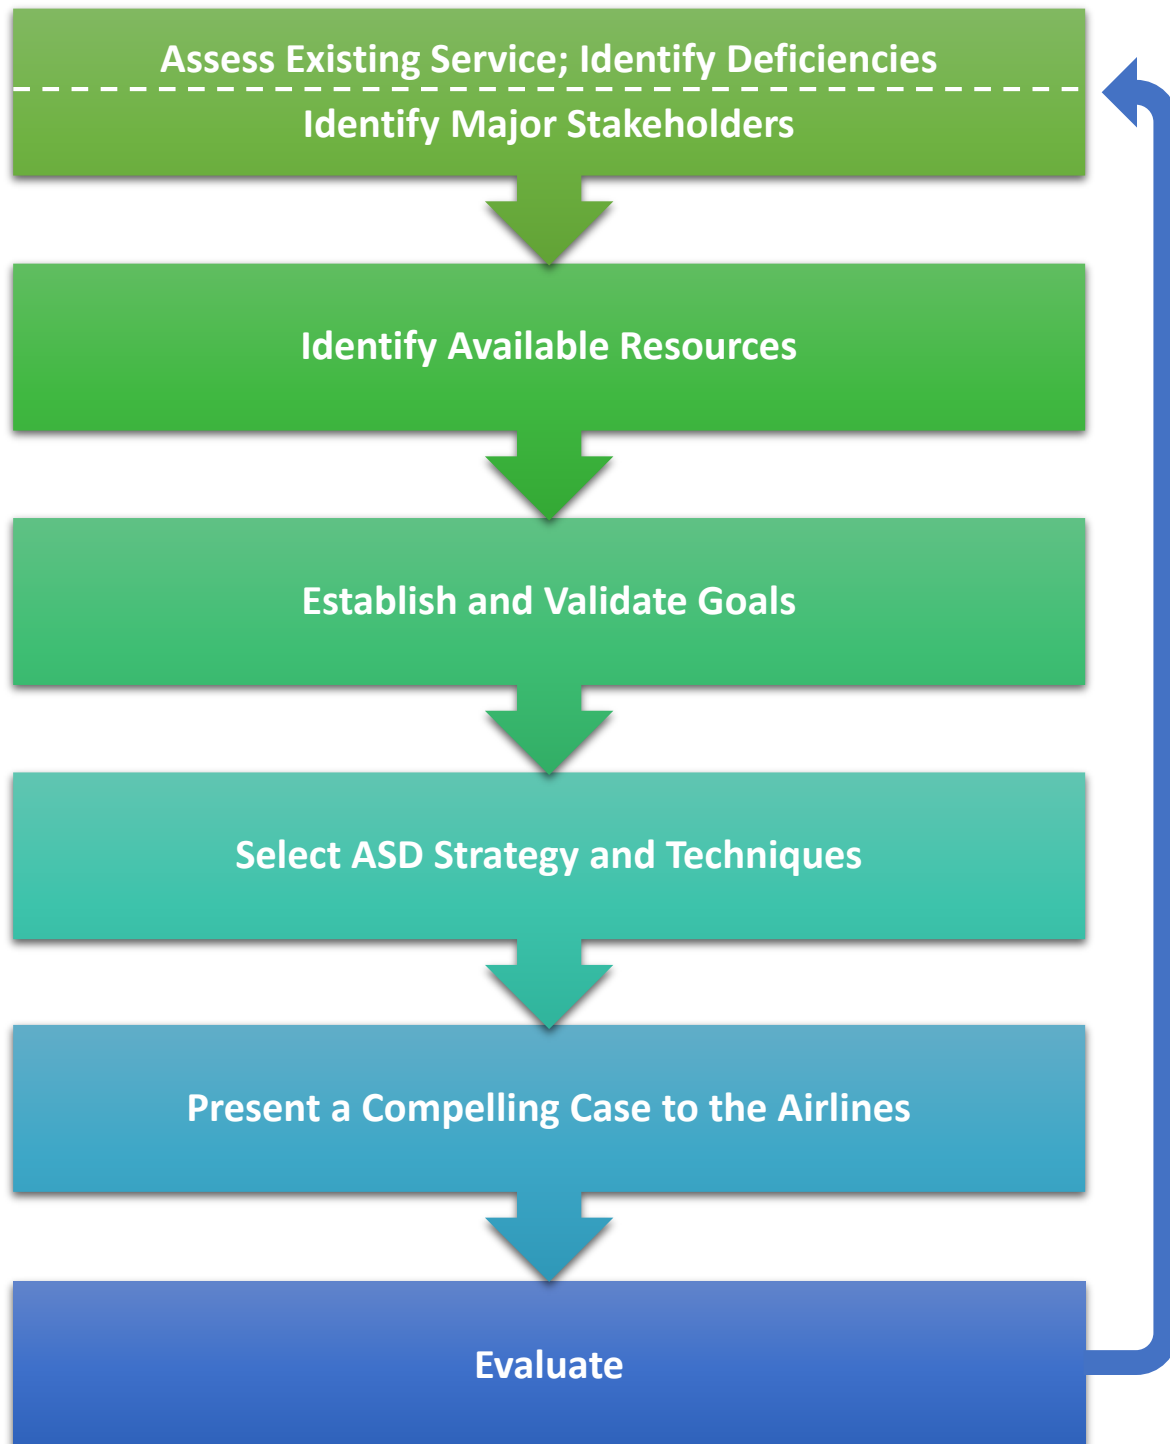 Assess Existing Service; Identify Deficiencies
Identify Major Stakeholders
Identify Available Resources
Establish and Validate Goals
Select ASD Strategy and Techniques
Present a Compelling Case to the Airlines
Evaluate